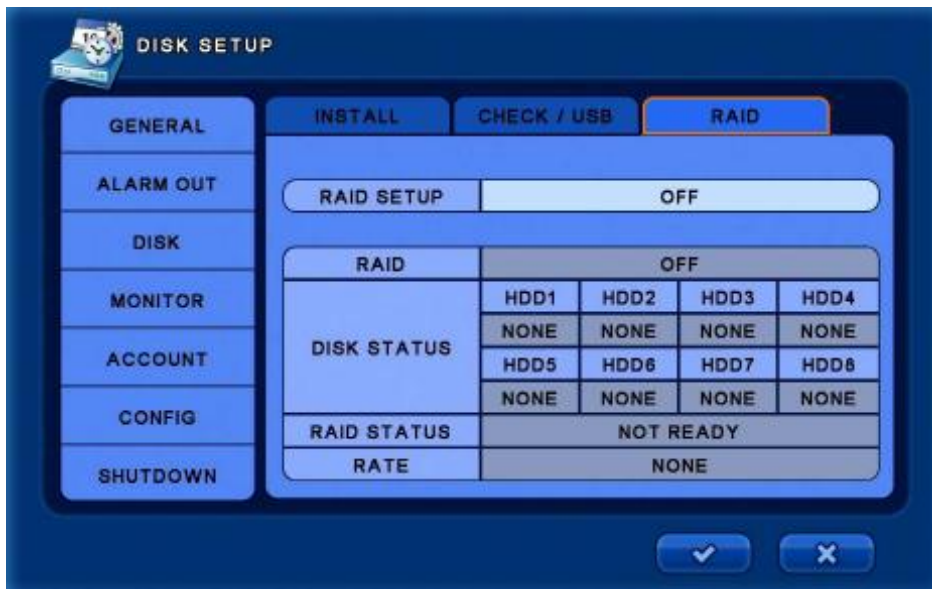 DISK SETUP
GENERAL
ALARM OUT
DISK
MONITOR
ACCOUNT
CONFIG
SHUTDOWN
INSTALL CHECK / USB RAID
RAID SETUP OFF
RAID OFF
DISK STATUS
HDD1 HDD2 HDD3 HDD4
NONE NONE NONE NONE
HDD5 HDD6 HDD7 HDD8
NONE NONE NONE NONE
RAID STATUS NOT READY
RATE NONE